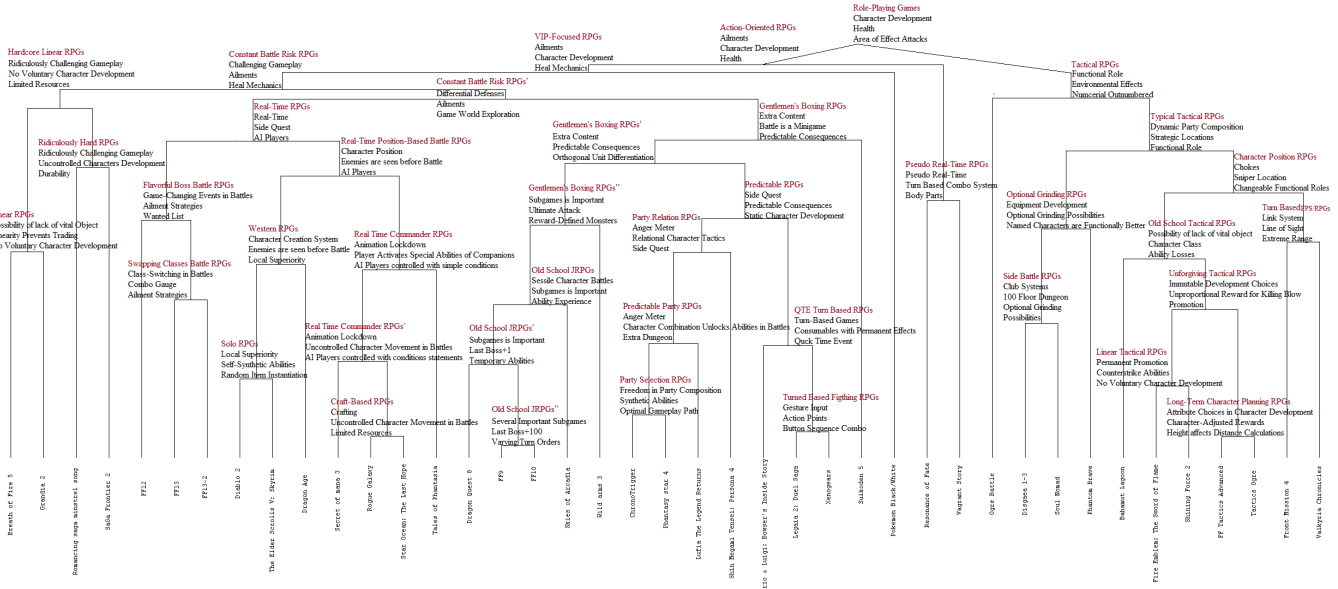 Role-Playing Games
Character Development
Health
Area of Effect Attacks
Action-Oriented RPGs
Ailments
Character Development
Health
VIP-Focused RPGs
Ailments
Character Development
Heal Mechanics
Hardcore Linear RPGs
Ridiculously Challenging Gameplay
No Voluntary Character Development
Limited Resources
Constant Battle Risk RPGs
Challenging Gameplay
Ailments
Heal Mechanics
Constant Battle Risk RPGs'
Differential Defenses
Ailments
Game World Exploration
Tactical RPGs
Functional Role
Environmental Effects
Numcerial Outnumbered
Real-Time RPGs
Real-Time
Side Quest
AI Players
Gentlemen's Boxing RPGs
Extra Content
Battle is a Minigame
Predictable Consequences
Typical Tactical RPGs
Dynamic Party Composition
Strategic Locations
Functional Role
Gentlemen's Boxing RPGs'
Extra Content
Predictable Consequences
Orthogonal Unit Differentiation
Ridiculously Hard RPGs
Ridiculously Challenging Gameplay
Uncontrolled Characters Development
Durability
Real-Time Position-Based Battle RPGs
Character Position
Enemies are seen before Battle
AI Players
Pseudo Real-Time RPGs
Pseudo Real-Time
Turn Based Combo System
Body Parts
Character Position RPGs
Chokes
Sniper Location
Changeable Functional Roles
Flavorful Boss Battle RPGs
Game-Changing Events in Battles
Ailment Strategies
Wanted List
Gentlemen's Boxing RPGs''
Subgames is Important
Ultimate Attack
Reward-Defined Monsters
Predictable RPGs
Side Quest
Predictable Consequences
Static Character Development
Optional Grinding RPGs
Equipment Development
Optional Grinding Possibilities
Named Characters are Functionally Better
near RPGs
ossibility of lack of vital Object
nearity Prevents Trading
o Voluntary Character Development
Party Relation RPGs
Anger Meter
Relational Character Tactics
Side Quest
Turn Based FPS RPGs
Link System
Line of Sight
Extreme Range
Western RPGs
Character Creation System
Enemies are seen before Battle
Local Superiority
Real Time Commander RPGs
Animation Lockdown
Player Activates Special Abilities of Companions
AI Players controlled with simple conditions
Old School Tactical RPGs
Possibility of lack of vital object
Character Class
Ability Losses
Swapping Classes Battle RPGs
Class-Switching in Battles
Combo Gauge
Ailment Strategies
Old School JRPGs
Sessile Character Battles
Subgames is Important
Ability Experience
Side Battle RPGs
Club Systems
100 Floor Dungeon
Optional Grinding
Possibilities
Unforgiving Tactical RPGs
Immutable Development Choices
Unproportional Reward for Killing Blow
Promotion
Predictable Party RPGs
Anger Meter
Character Combination Unlocks Abilities in Battles
Extra Dungeon
QTE Turn Based RPGs
Turn-Based Games
Consumables with Permanent Effects
Quck Time Event
Real Time Commander RPGs'
Animation Lockdown
Uncontrolled Character Movement in Battles
AI Players controlled with conditions statements
Old School JRPGs'
Subgames is Important
Last Boss+1
Temporary Abilities
Solo RPGs
Local Superiority
Self-Synthetic Abilities
Random Item Instantiation
Linear Tactical RPGs
Permanent Promotion
Counterstrike Abilities
No Voluntary Character Development
Party Selection RPGs
Freedom in Party Composition
Synthetic Abilities
Optimal Gameplay Path
Craft-Based RPGs
Crafting
Uncontrolled Character Movement in Battles
Limited Resources
Turned Based Figthing RPGs
Gesture Input
Action Points
Button Sequence Combo
Old School JRPGs''
Several Important Subgames
Last Boss+100
Varying Turn Orders
Long-Term Character Planning RPGs
Attribute Choices in Character Development
Character-Adjusted Rewards
Height affects Distance Calculations
Breath of Fire 5
Grandia 2
Romancing saga minstrel song
SaGa Frontier 2
FF12
FF13
FF13-2
Diablo 2
The Elder Scrolls V: Skyrim
Dragon Age
Secret of mana 3
Rogue Galaxy
Star Ocean: The Last Hope
Tales of Phantasia
Dragon Quest 8
FF9
FF10
Skies of Arcadia
Wild arms 3
ChronoTrigger
Phantasy star 4
Lufia The Legend Returns
Shin Megami Tensei: Persona 4
rio & Luigi: Bowser's Inside Story
Legaia 2: Duel Saga
Xenogears
Suikoden 5
Pokemon Black/White
Resonance of Fate
Vagrant Story
Ogre Battle
Disgaea 1-3
Soul Nomad
Phantom Brave
Bahamut Lagoon
Fire Emblem: The Sword of Flame
Shining Force 2
FF Tactics Advanced
Tactics Ogre
Front Mission 4
Valkyria Chronicles